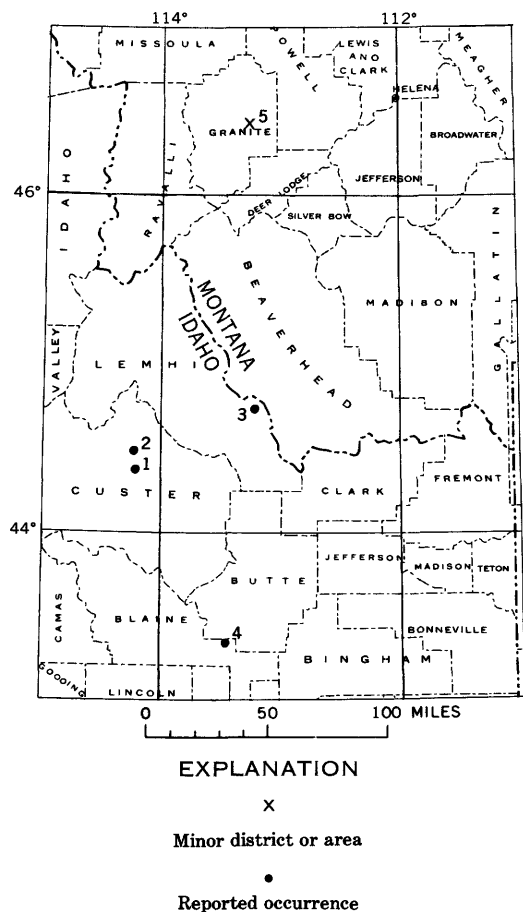 114° 112°
MISSOULA
POWELL
LEWIS
AND
CLARK
MEAGHER
HELENA
5
GRANITE
BROADWATER
IDAHO
RAVALLI
JEFFERSON
46°
DEER LODGE
SILVER BOW
GALLATIN
BEAVERHEAD
MADISON
MONTANA
IDAHO
VALLEY
LEMHI
3
2
1
CUSTER
CLARK
FREMONT
44°
JEFFERSON
MADISON
TETON
BUTTE
CAMAS
BLAINE
4
BONNEVILLE
BINGHAM
GOODING
LINCOLN
0 50 100 MILES
EXPLANATION
x
Minor district or area
Reported occurrence